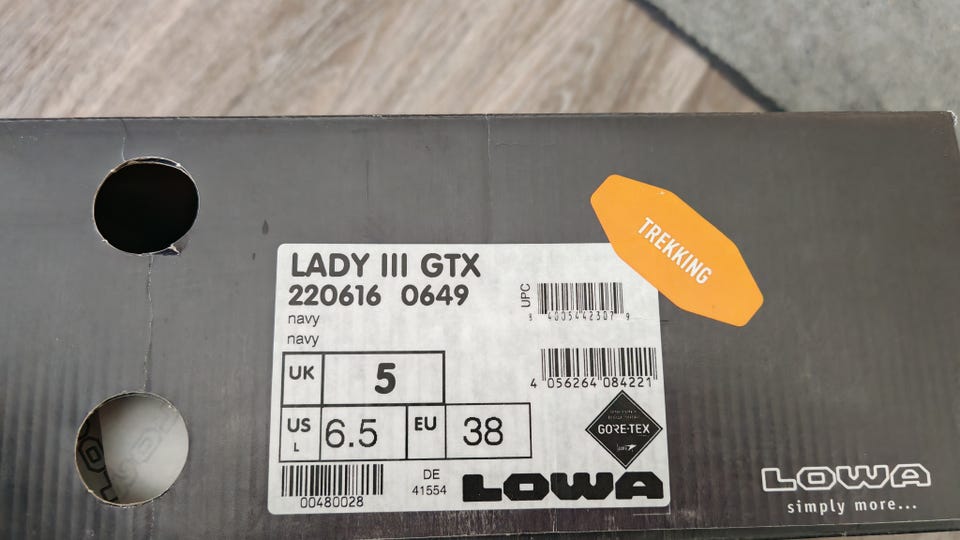 LADY III GTX
220616 0649
navy
navy
UPC
TREKKING
4 056264 084221
UK 5
US L 6.5 EU 38
GORE-TEX
00480028
DE
41554
LOWA
LOWA
simply more...